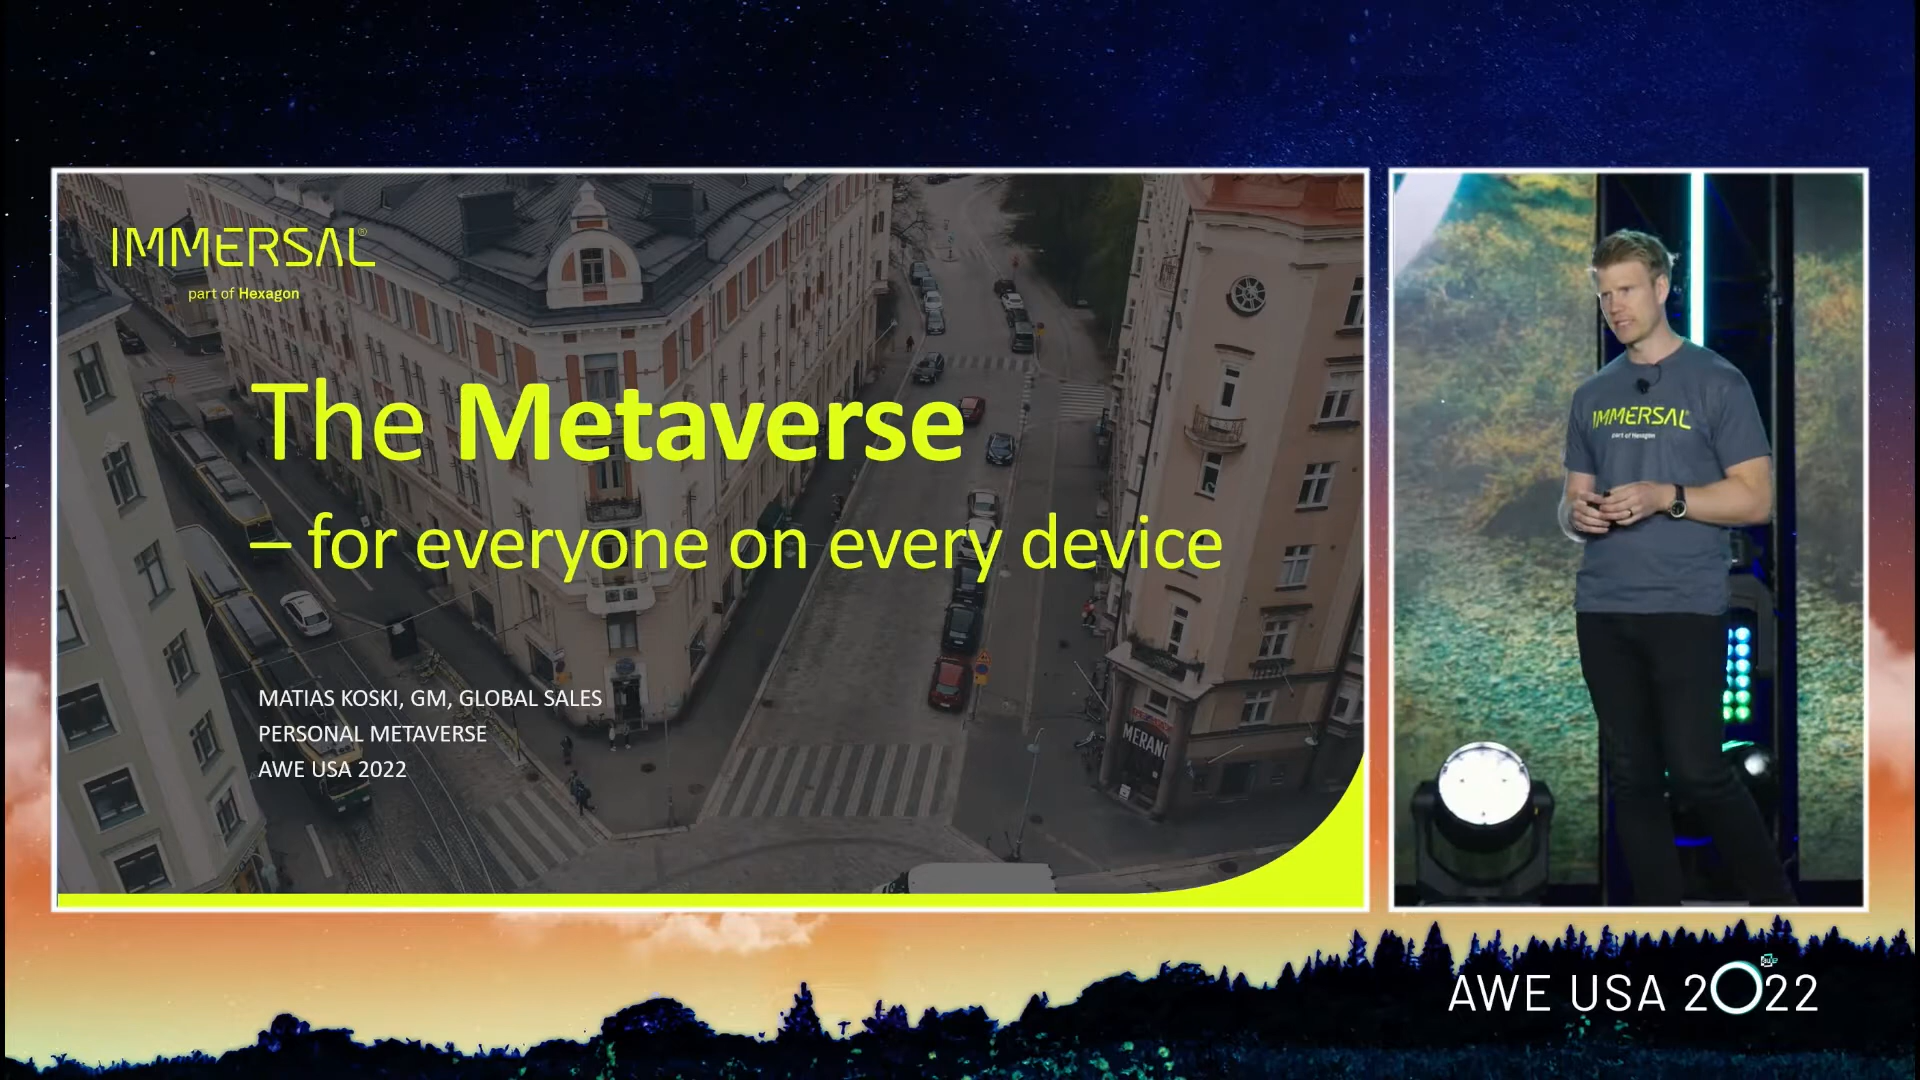 IMMERSAL®
part of Hexagon
The Metaverse
– for everyone on every device
MATIAS KOSKI, GM, GLOBAL SALES
PERSONAL METAVERSE
AWE USA 2022
MERANO
IMMERSAL®
part of Hexagon
AWE USA 2022